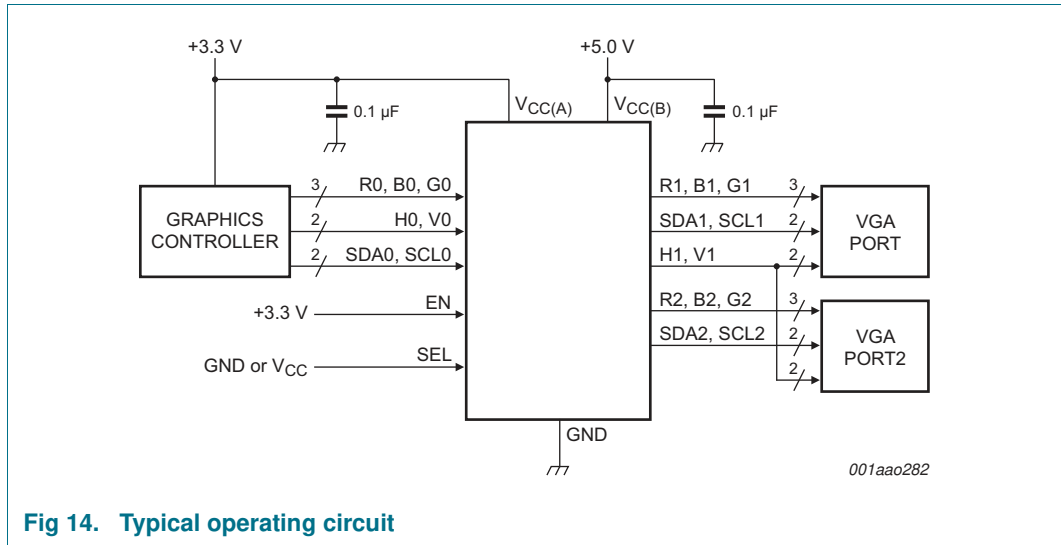 +3.3 V
+5.0 V
0.1 µF
VCC(A)
VCC(B)
0.1 µF
GRAPHICS
CONTROLLER
3
R0, B0, G0
2
H0, V0
2
SDA0, SCL0
+3.3 V
EN
GND or VCC
SEL
R1, B1, G1
3
SDA1, SCL1
2
H1, V1
2
VGA
PORT
R2, B2, G2
3
SDA2, SCL2
2
2
VGA
PORT2
GND
001aao282
Fig 14. Typical operating circuit